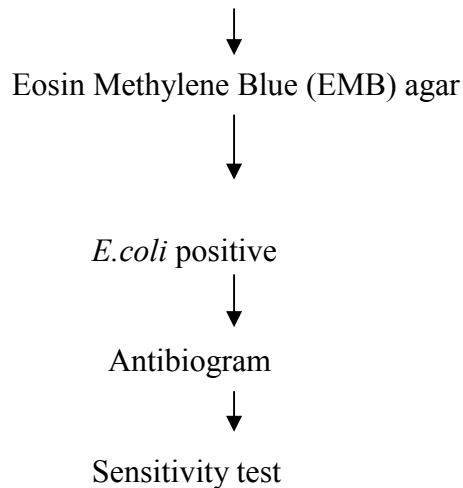 Eosin Methylene Blue (EMB) agar
E.coli positive
Antibiogram
Sensitivity test